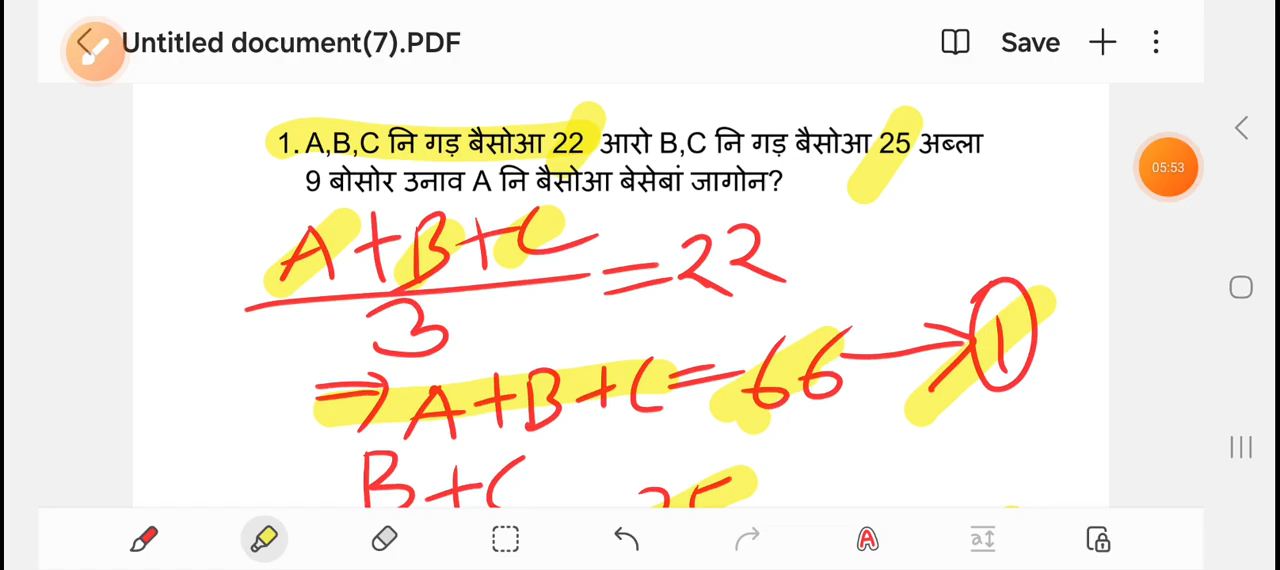 Untitled document(7).PDF
Save
1. A,B,C नि गड़ बैसोआ 22 आरो B,C नि गड़ बैसोआ 25 अब्ला
9 बोसोर उनाव A नि बैसोआ बेसेबां जागोन?
05:53
A+B+C
3
=22
⇒ A+B+C=66 → 1
B+C
25
A